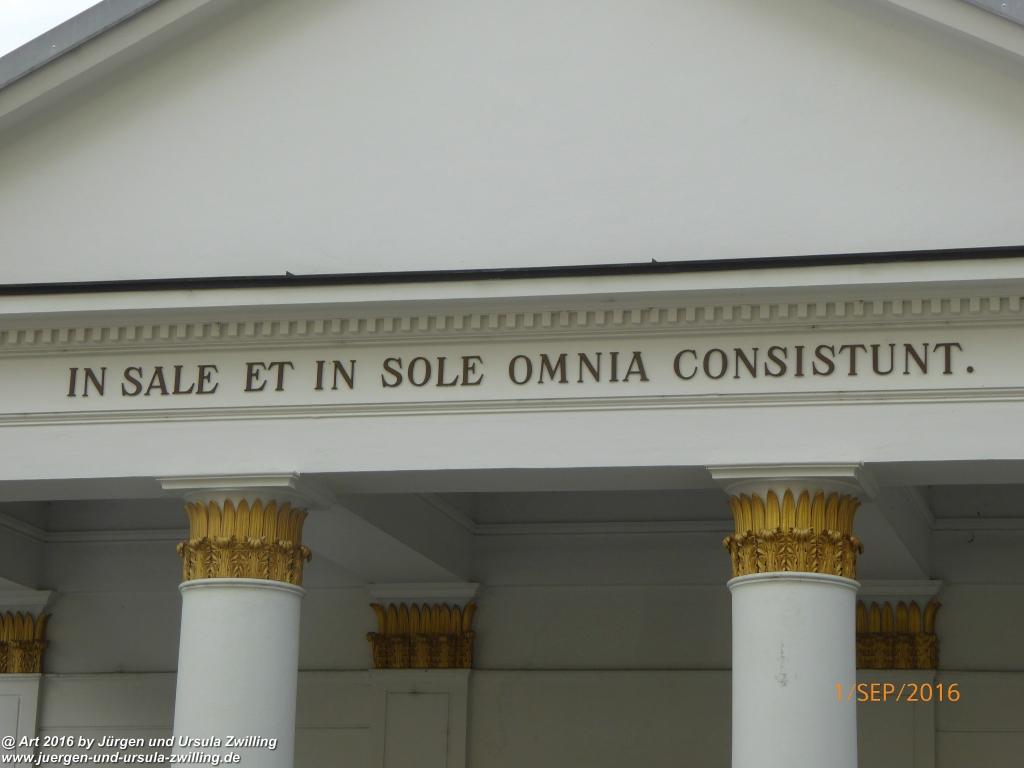 IN SALE ET IN SOLE OMNIA CONSISTUNT.
1/SEP/2016
@ Art 2016 by Jürgen und Ursula Zwilling
www.juergen-und-ursula-zwilling.de